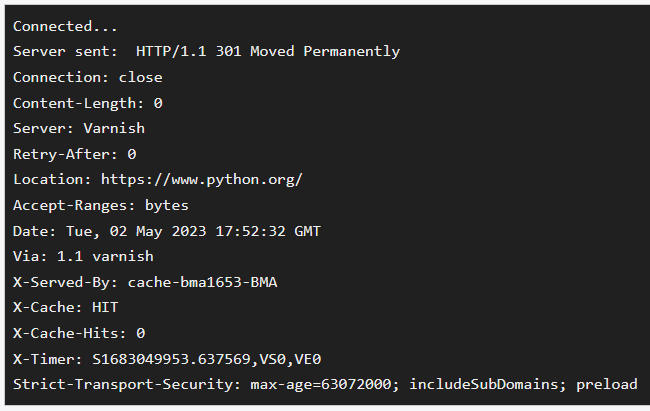 Connected...
Server sent:  HTTP/1.1 301 Moved Permanently
Connection: close
Content-Length: 0
Server: Varnish
Retry-After: 0
Location: https://www.python.org/
Accept-Ranges: bytes
Date: Tue, 02 May 2023 17:52:32 GMT
Via: 1.1 varnish
X-Served-By: cache-bma1653-BMA
X-Cache: HIT
X-Cache-Hits: 0
X-Timer: S1683049953.637569,VS0,VE0
Strict-Transport-Security: max-age=63072000; includeSubDomains; preload